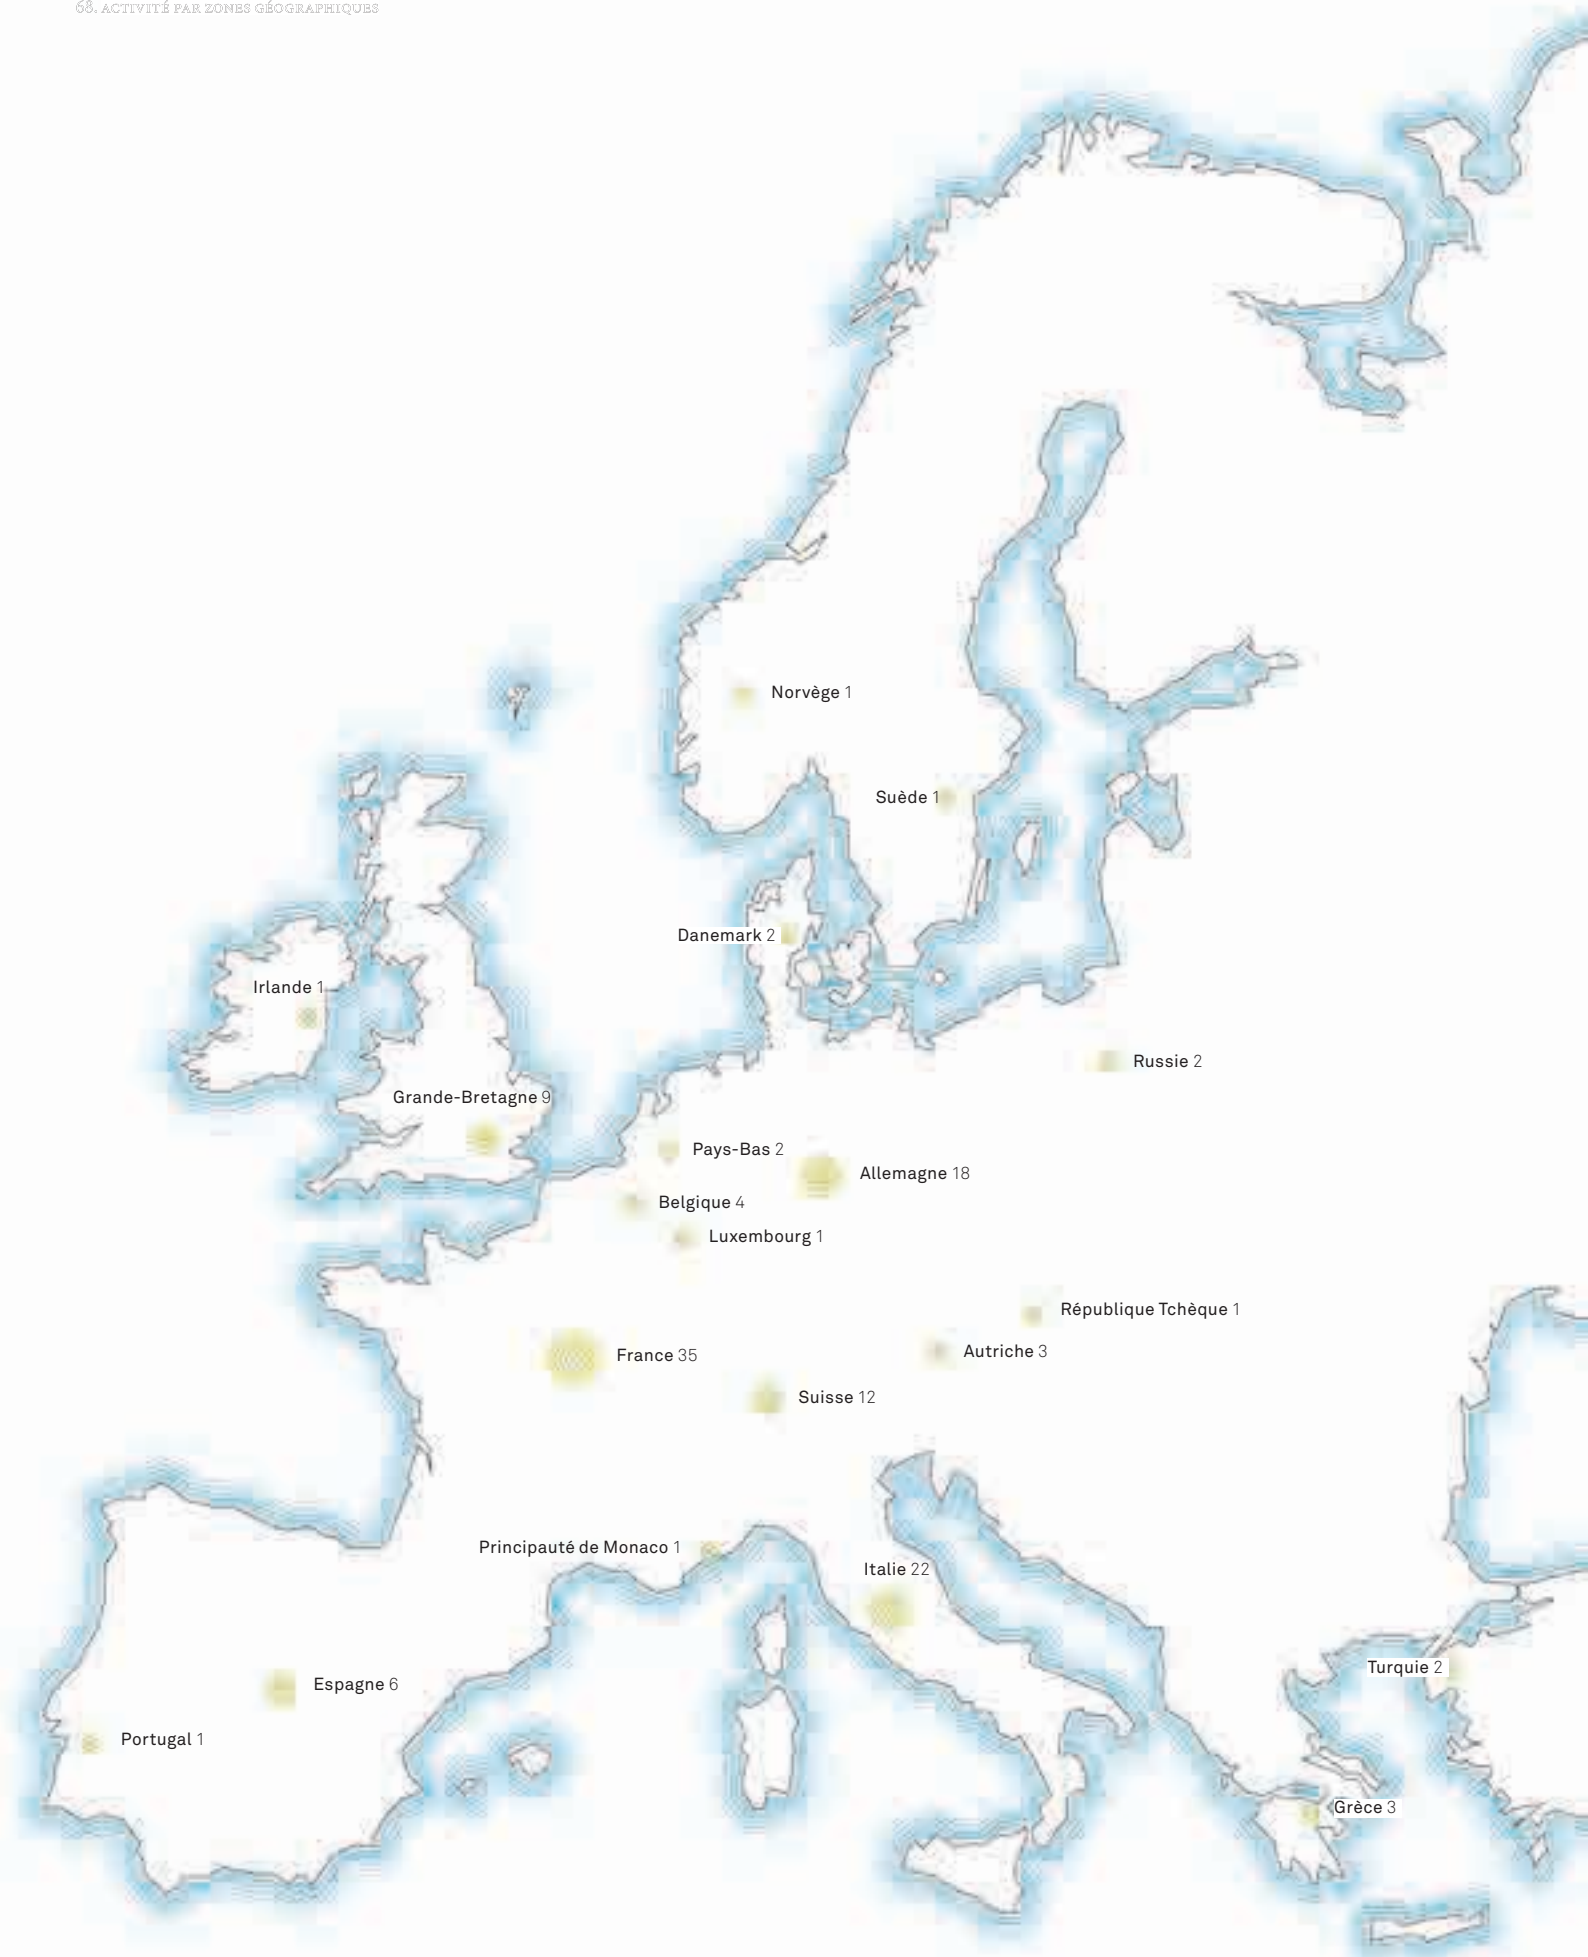 68. ACTIVITÉ PAR ZONES GÉOGRAPHIQUES
Norvège 1
Suède 1
Danemark 2
Irlande 1
Russie 2
Grande-Bretagne 9
Pays-Bas 2
Allemagne 18
Belgique 4
Luxembourg 1
République Tchèque 1
Autriche 3
France 35
Suisse 12
Principauté de Monaco 1
Italie 22
Turquie 2
Espagne 6
Portugal 1
Grèce 3